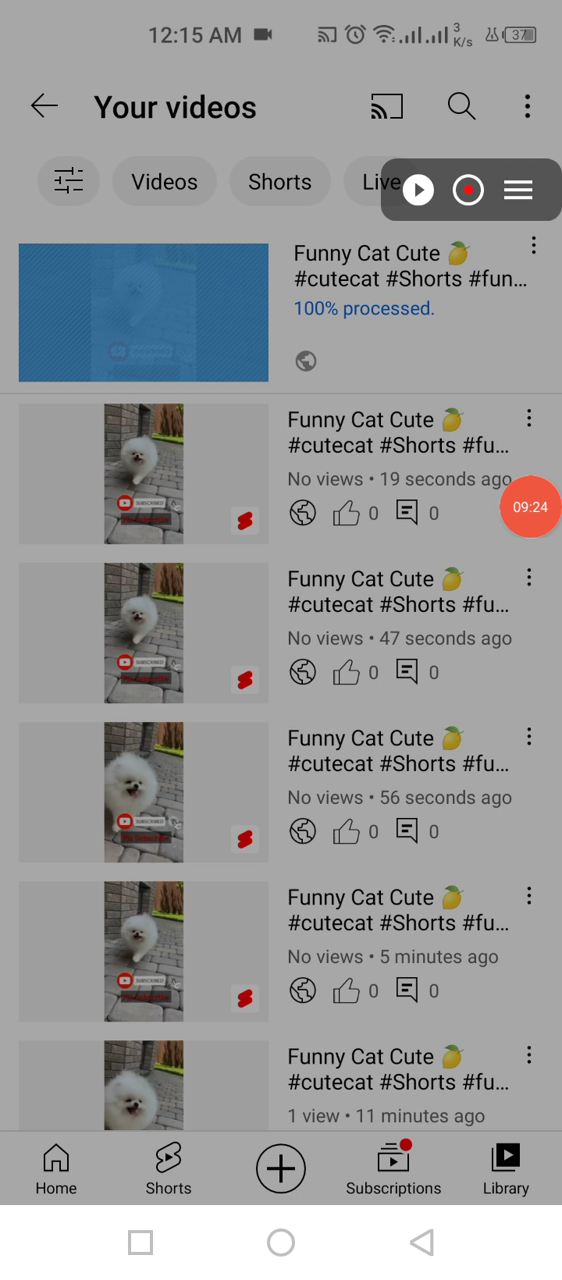 12:15 AM
3
K/s
37
Your videos
Videos
Shorts
Live
Funny Cat Cute 🍋
#cutecat #Shorts #fun...
100% processed.
Funny Cat Cute 🍋
#cutecat #Shorts #fu...
No views • 19 seconds ago
0
0
09:24
SUBSCRIBED
Funny Cat Cute 🍋
#cutecat #Shorts #fu...
No views • 47 seconds ago
0
0
SUBSCRIBED
Funny Cat Cute 🍋
#cutecat #Shorts #fu...
No views • 56 seconds ago
0
0
SUBSCRIBED
Funny Cat Cute 🍋
#cutecat #Shorts #fu...
No views • 5 minutes ago
0
0
SUBSCRIBED
Funny Cat Cute 🍋
#cutecat #Shorts #fu...
1 view • 11 minutes ago
Home
Shorts
Subscriptions
Library